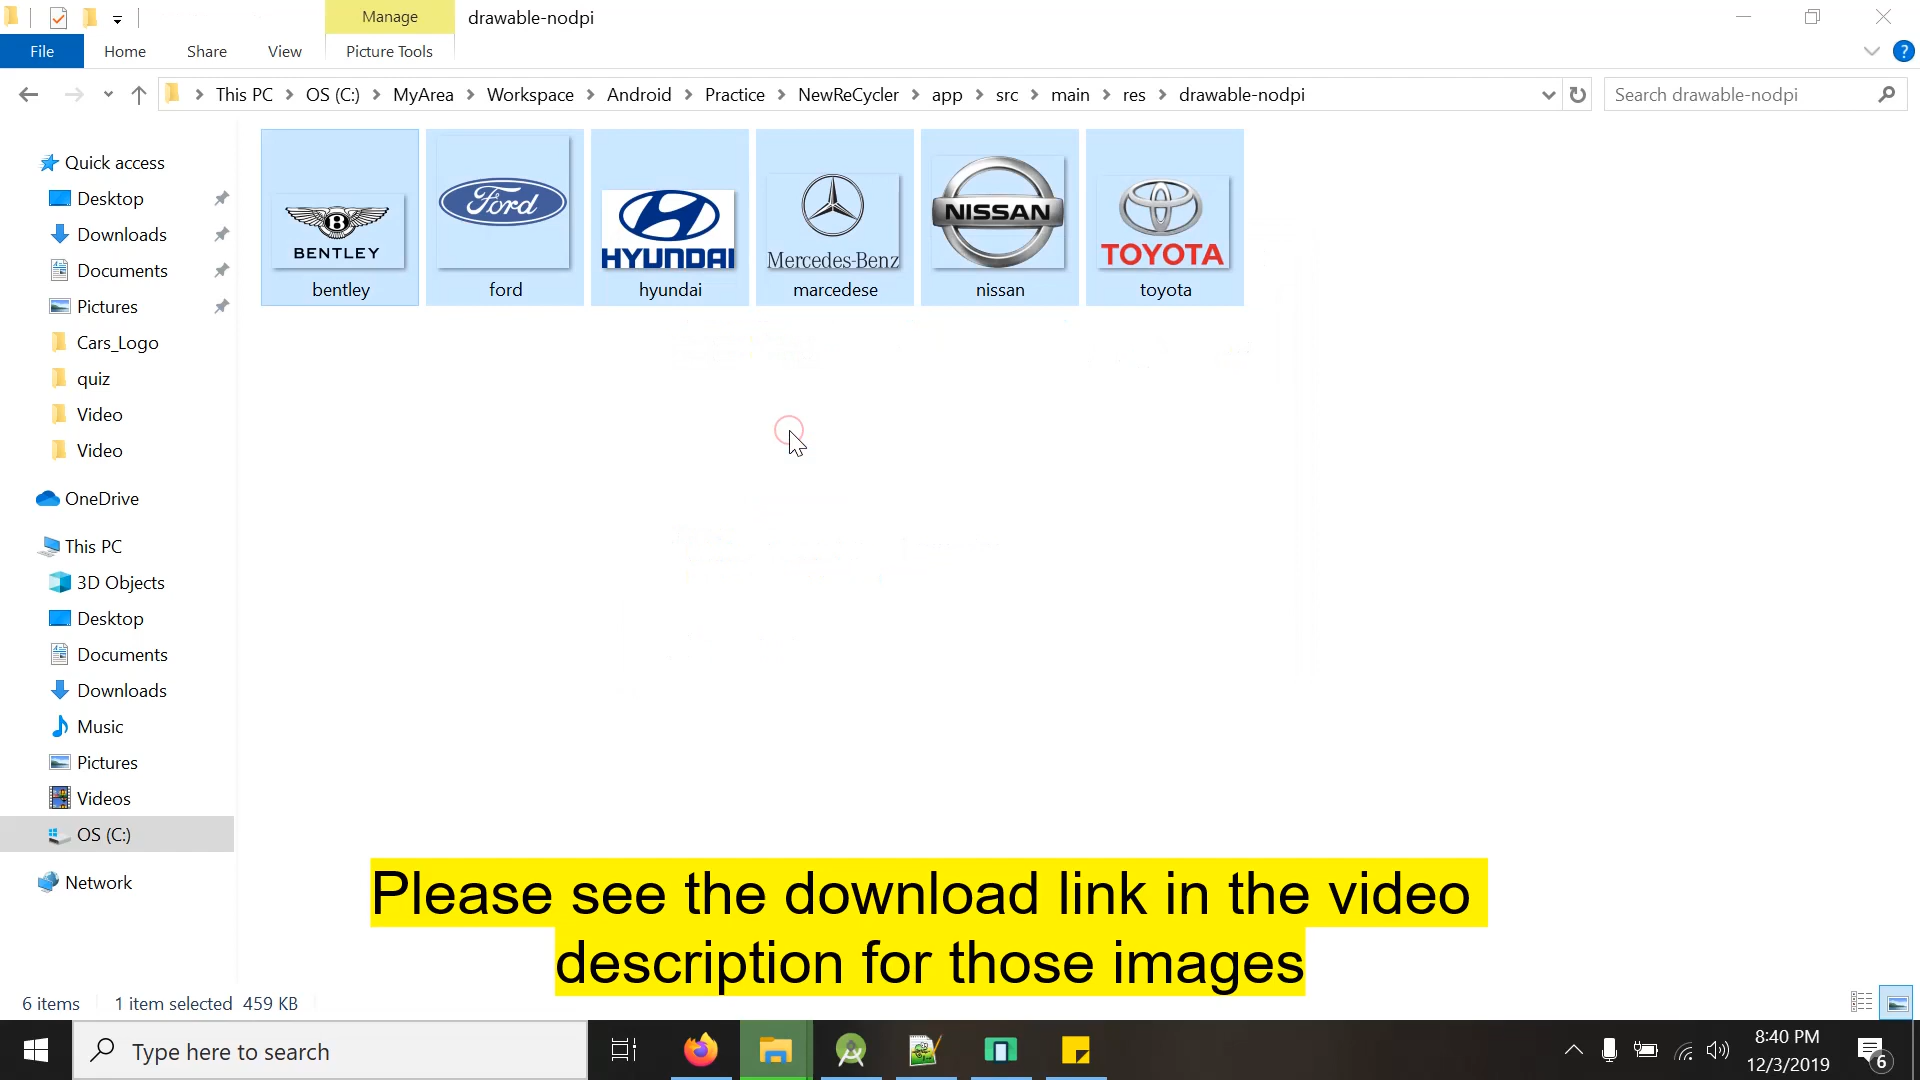 Manage
drawable-nodpi
File
Home
Share
View
Picture Tools
This PC
OS (C:)
MyArea
Workspace
Android
Practice
NewReCycler
app
src
main
res
drawable-nodpi
Search drawable-nodpi
Quick access
Desktop
Downloads
Documents
Pictures
Cars_Logo
quiz
Video
Video
OneDrive
This PC
3D Objects
Desktop
Documents
Downloads
Music
Pictures
Videos
OS (C:)
Network
B
BENTLEY
bentley
Ford
ford
HYUNDAI
hyundai
Mercedes-Benz
marcedese
NISSAN
nissan
TOYOTA
toyota
Please see the download link in the video
description for those images
6 items
1 item selected 459 KB
Type here to search
8:40 PM
12/3/2019
6